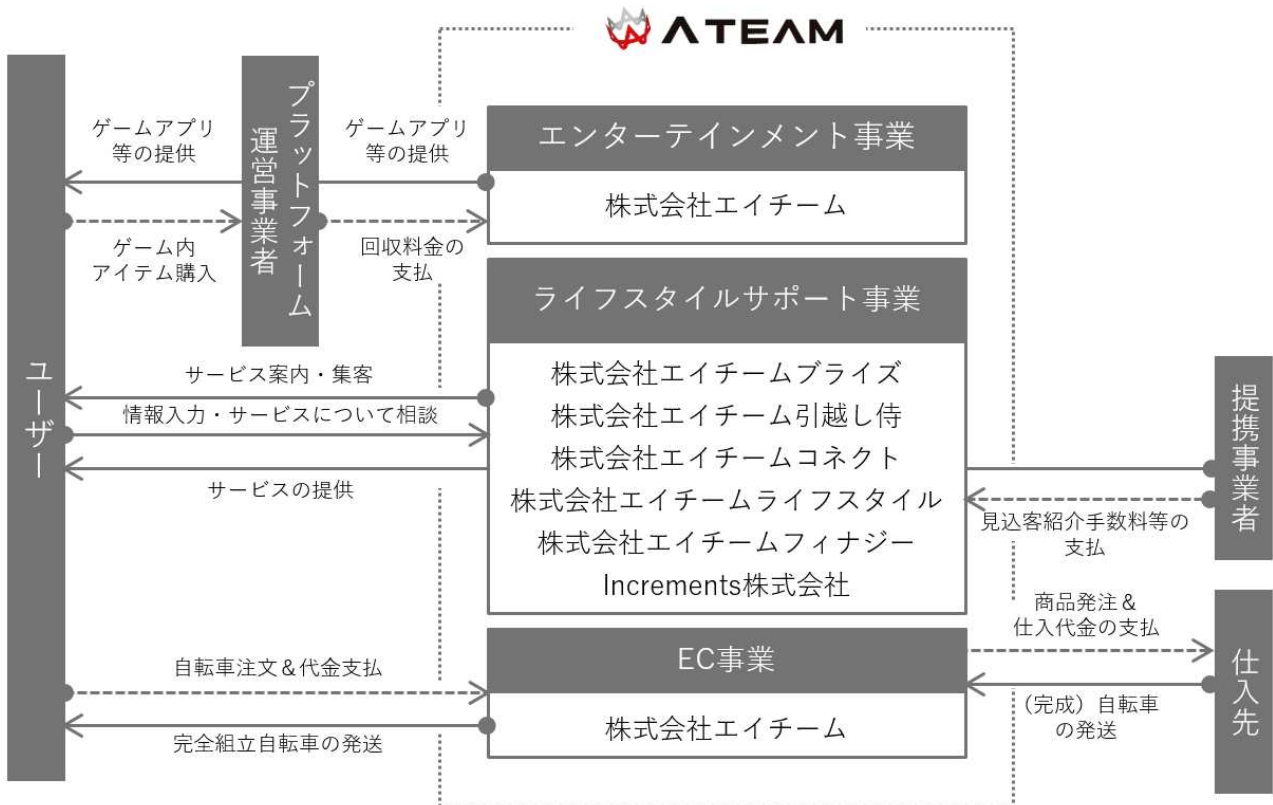 ATEAM
ユーザー
プラットフォーム
運営事業者
ゲームアプリ
等の提供
ゲームアプリ
等の提供
ゲーム内
アイテム購入
回収料金の
支払
エンターテインメント事業
株式会社エイチーム
ライフスタイルサポート事業
株式会社エイチームブライズ
株式会社エイチーム引越し侍
株式会社エイチームコネクト
株式会社エイチームライフスタイル
株式会社エイチームフィナジー
Increments株式会社
サービス案内・集客
情報入力・サービスについて相談
サービスの提供
提携事業者
見込客紹介手数料等の
支払
EC事業
株式会社エイチーム
自転車注文&代金支払
完全組立自転車の発送
商品発注&
仕入代金の支払
(完成)自転車
の発送
仕入先